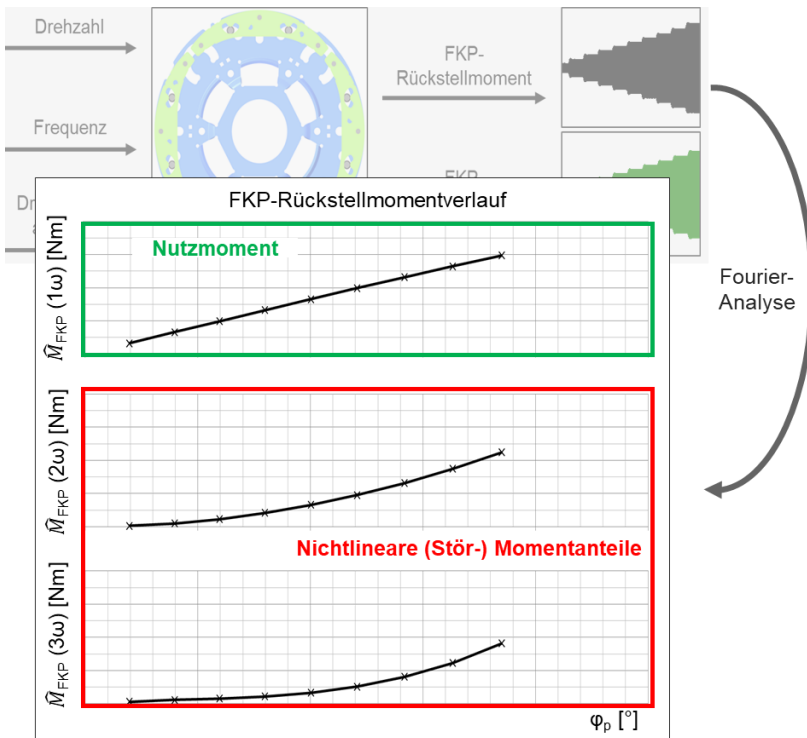 Drehzahl
FKP-
Rückstellmoment
Frequenz
FKP-
Fourier-
Analyse
FKP-Rückstellmomentverlauf
Nutzmoment
M̂FKP (1ω) [Nm]
M̂FKP (2ω) [Nm]
Nichtlineare (Stör-) Momentanteile
M̂FKP (3ω) [Nm]
φp [°]